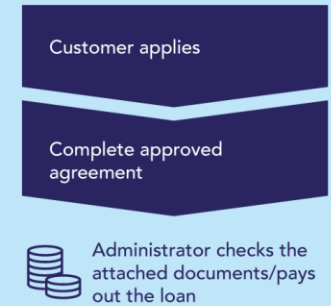 Customer applies
Complete approved
agreement
Administrator checks the
attached documents/pays
out the loan